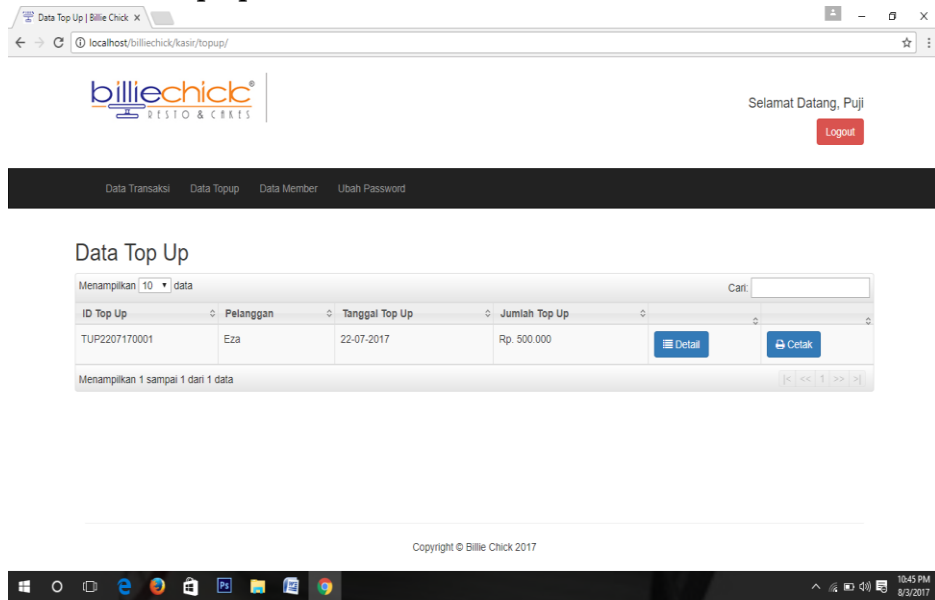 Data Top Up | Billie Chick
localhost/billiechick/kasir/topup/
billiechick®
RESTO & CAKES
Selamat Datang, Puji
Logout
Data Transaksi Data Topup Data Member Ubah Password
Data Top Up
Menampilkan 10 data
Cari:
ID Top Up Pelanggan Tanggal Top Up Jumlah Top Up
TUP2207170001 Eza 22-07-2017 Rp. 500.000 Detail Cetak
Menampilkan 1 sampai 1 dari 1 data |< << 1 >> >|
Copyright © Billie Chick 2017
Ps
10:45 PM
8/3/2017